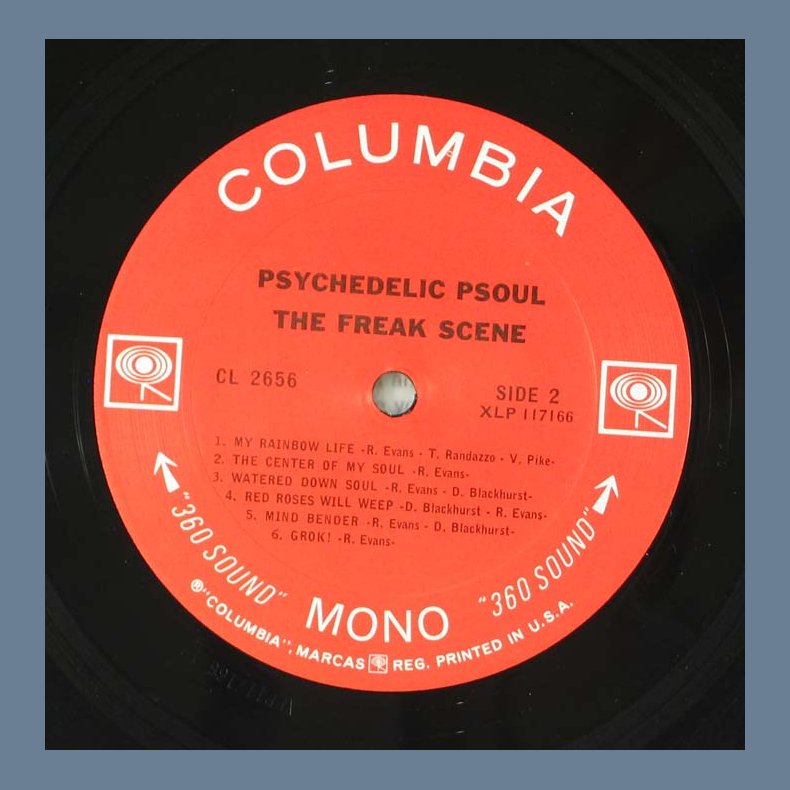 COLUMBIA
PSYCHEDELIC PSOUL
THE FREAK SCENE
CL 2656
SIDE 2
XLP 117166
1. MY RAINBOW LIFE -R. Evans - T. Randazzo - V. Pike-
2. THE CENTER OF MY SOUL -R. Evans-
3. WATERED DOWN SOUL -R. Evans - D. Blackhurst-
4. RED ROSES WILL WEEP -D. Blackhurst - R. Evans-
5. MIND BENDER -R. Evans - D. Blackhurst-
6. GROK! -R. Evans-
"360 SOUND"
MONO
"360 SOUND"
®"COLUMBIA", MARCAS REG. PRINTED IN U.S.A.